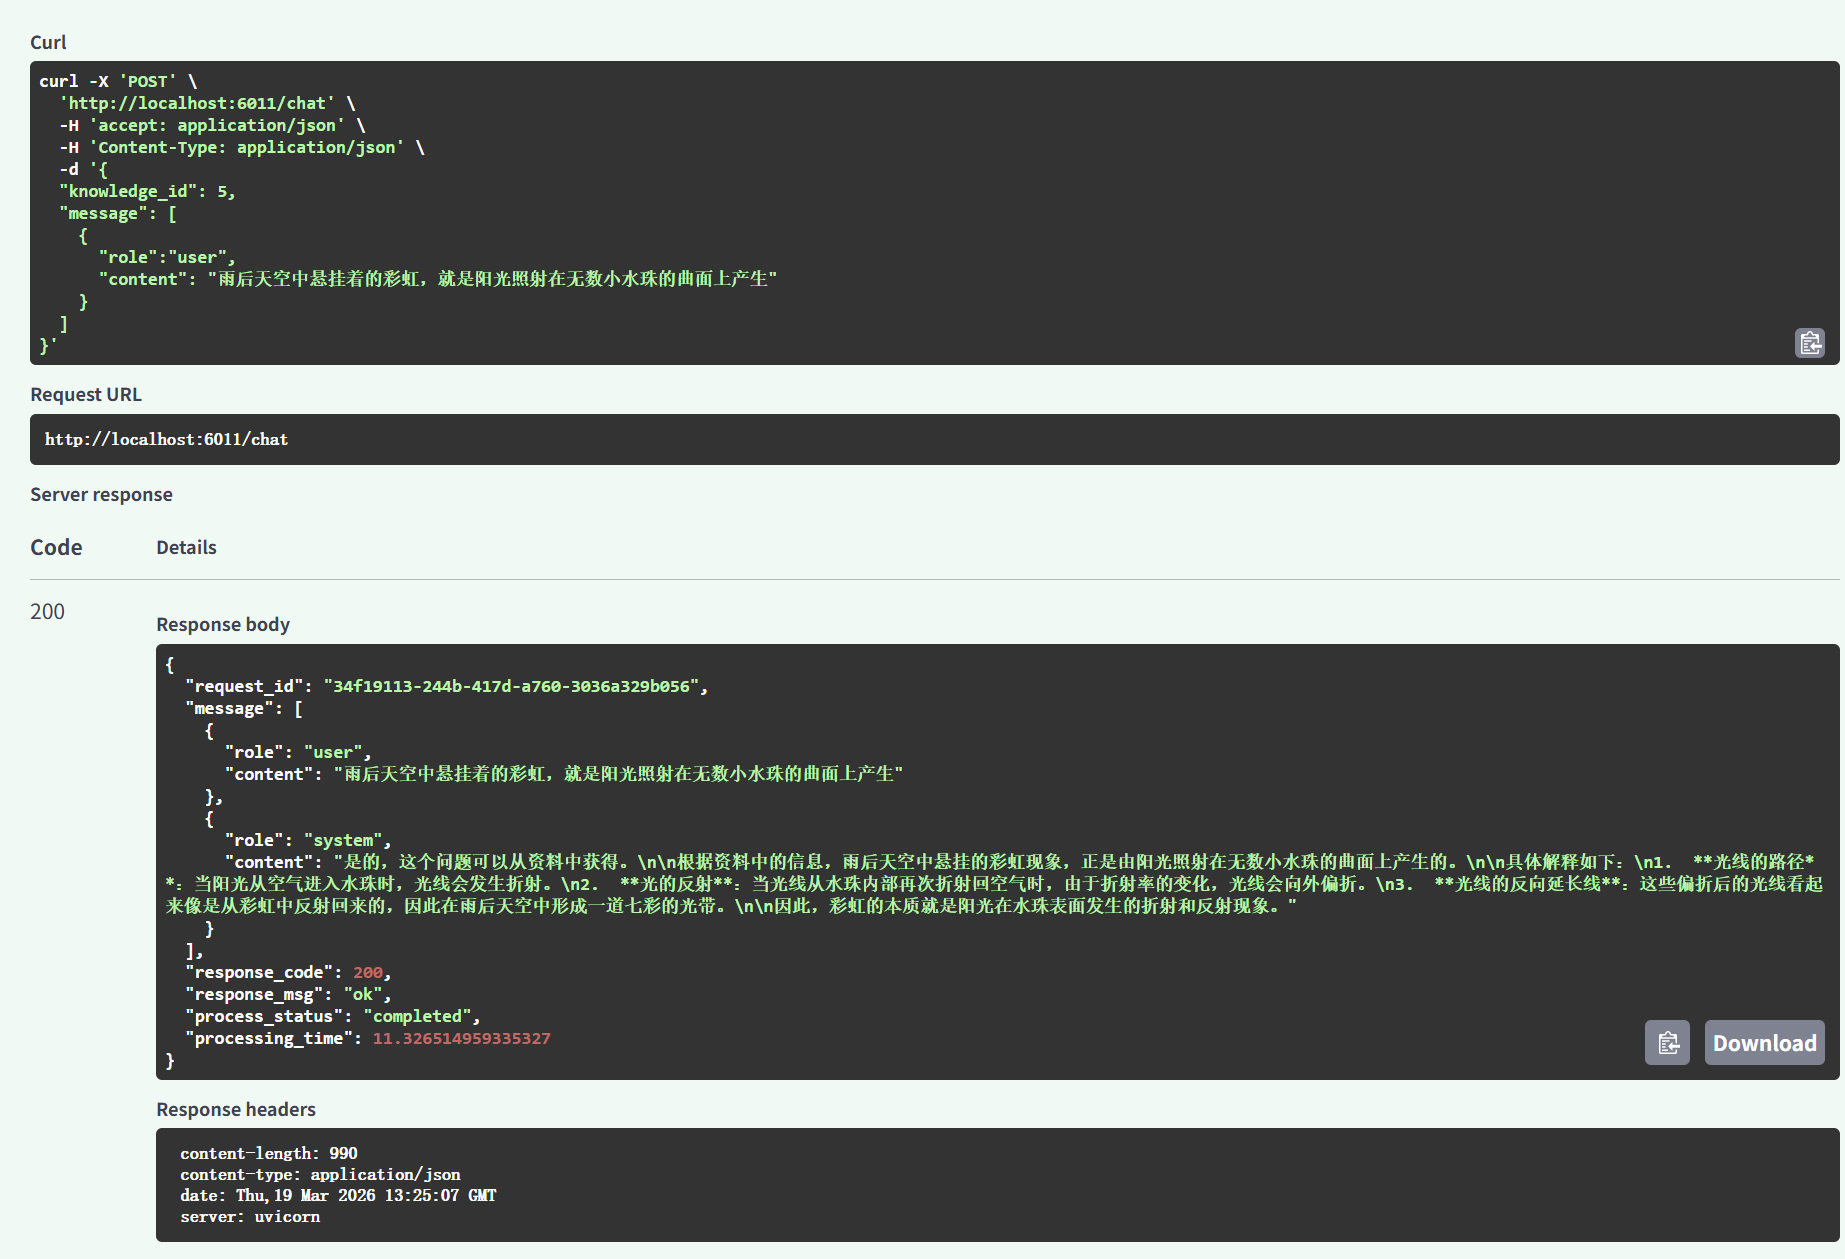 Curl
curl -X 'POST' \
  'http://localhost:6011/chat' \
  -H 'accept: application/json' \
  -H 'Content-Type: application/json' \
  -d '{
  "knowledge_id": 5,
  "message": [
    {
      "role":"user",
      "content": "雨后天空中悬挂着的彩虹，就是阳光照射在无数小水珠的曲面上产生"
    }
  ]
}'
Request URL
http://localhost:6011/chat
Server response
Code Details
200
Response body
{
  "request_id": "34f19113-244b-417d-a760-3036a329b056",
  "message": [
    {
      "role": "user",
      "content": "雨后天空中悬挂着的彩虹，就是阳光照射在无数小水珠的曲面上产生"
    },
    {
      "role": "system",
      "content": "是的，这个问题可以从资料中获得。\n\n根据资料中的信息，雨后天空中悬挂的彩虹现象，正是由阳光照射在无数小水珠的曲面上产生的。\n\n具体解释如下：\n1.  **光线的路径*
*：当阳光从空气进入水珠时，光线会发生折射。\n2.  **光的反射**：当光线从水珠内部再次折射回空气时，由于折射率的变化，光线会向外偏折。\n3.  **光线的反向延长线**：这些偏折后的光线看起
来像是从彩虹中反射回来的，因此在雨后天空中形成一道七彩的光带。\n\n因此，彩虹的本质就是阳光在水珠表面发生的折射和反射现象。"
    }
  ],
  "response_code": 200,
  "response_msg": "ok",
  "process_status": "completed",
  "processing_time": 11.326514959335327
}
Download
Response headers
content-length: 990
content-type: application/json
date: Thu,19 Mar 2026 13:25:07 GMT
server: uvicorn